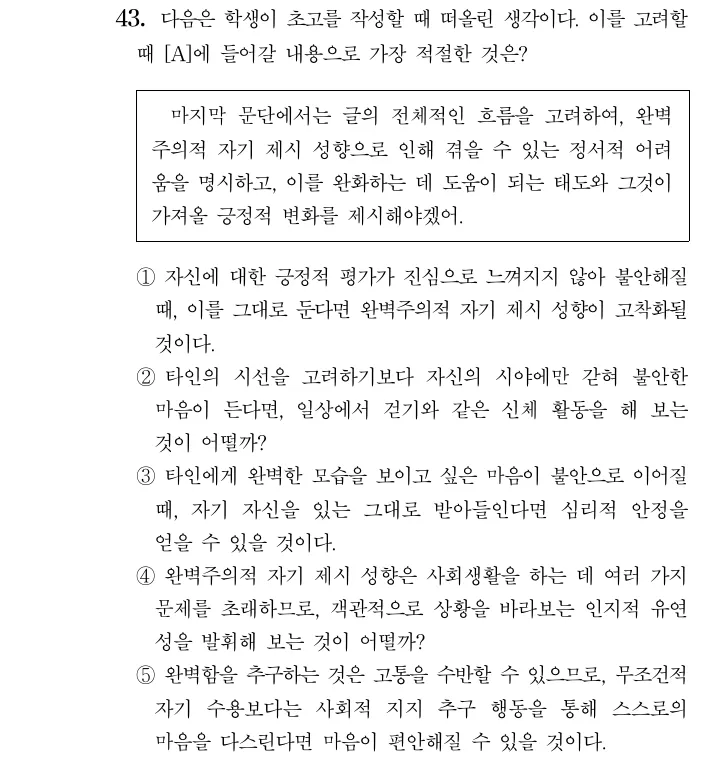 43. 다음은 학생이 초고를 작성할 때 떠올린 생각이다. 이를 고려할
때 [A]에 들어갈 내용으로 가장 적절한 것은?
마지막 문단에서는 글의 전체적인 흐름을 고려하여, 완벽
주의적 자기 제시 성향으로 인해 겪을 수 있는 정서적 어려
움을 명시하고, 이를 완화하는 데 도움이 되는 태도와 그것이
가져올 긍정적 변화를 제시해야겠어.
① 자신에 대한 긍정적 평가가 진심으로 느껴지지 않아 불안해질
때, 이를 그대로 둔다면 완벽주의적 자기 제시 성향이 고착화될
것이다.
② 타인의 시선을 고려하기보다 자신의 시야에만 갇혀 불안한
마음이 든다면, 일상에서 걷기와 같은 신체 활동을 해 보는
것이 어떨까?
③ 타인에게 완벽한 모습을 보이고 싶은 마음이 불안으로 이어질
때, 자기 자신을 있는 그대로 받아들인다면 심리적 안정을
얻을 수 있을 것이다.
④ 완벽주의적 자기 제시 성향은 사회생활을 하는 데 여러 가지
문제를 초래하므로, 객관적으로 상황을 바라보는 인지적 유연
성을 발휘해 보는 것이 어떨까?
⑤ 완벽함을 추구하는 것은 고통을 수반할 수 있으므로, 무조건적
자기 수용보다는 사회적 지지 추구 행동을 통해 스스로의
마음을 다스린다면 마음이 편안해질 수 있을 것이다.